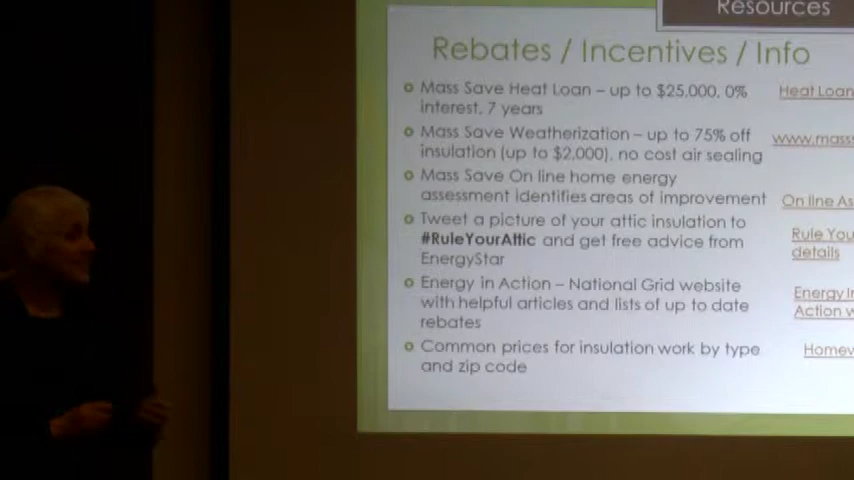 Resources
Rebates / Incentives / Info
Mass Save Heat Loan – up to $25,000, 0%
interest, 7 years
Heat Loan
Mass Save Weatherization – up to 75% off
insulation (up to $2,000), no cost air sealing
www.mass
Mass Save On line home energy
assessment identifies areas of improvement
On line As
Tweet a picture of your attic insulation to
#RuleYourAttic and get free advice from
EnergyStar
Rule You
details
Energy in Action – National Grid website
with helpful articles and lists of up to date
rebates
Energy In
Action w
Common prices for insulation work by type
and zip code
Homew